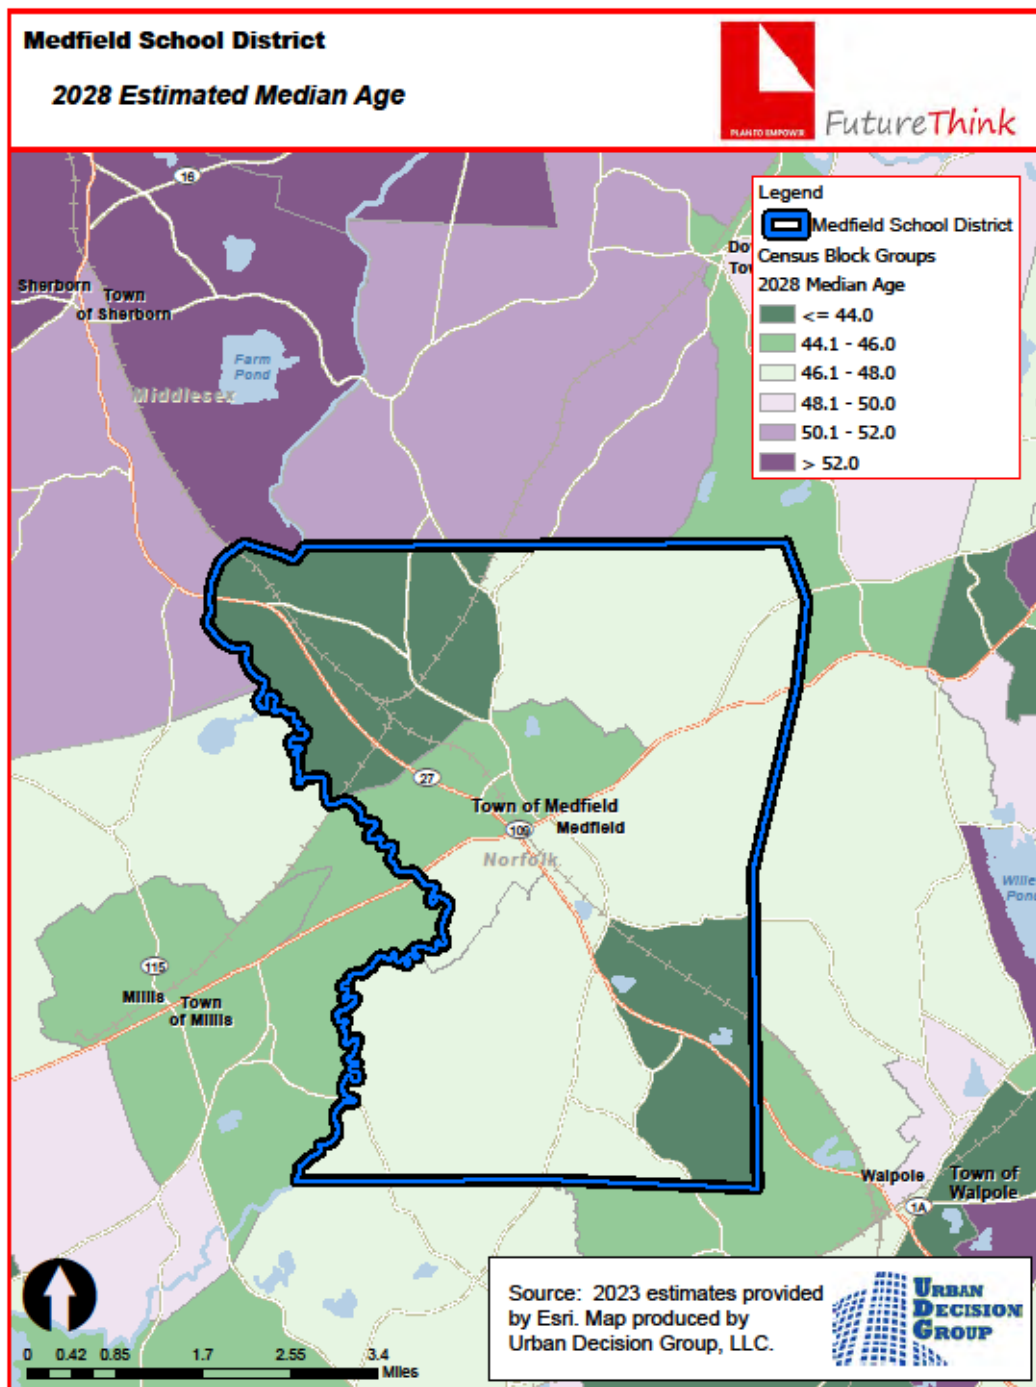 Medfield School District
2028 Estimated Median Age
PLAN TO EMPOWER
FutureThink
Legend
Medfield School District
Census Block Groups
2028 Median Age
<= 44.0
44.1 - 46.0
46.1 - 48.0
48.1 - 50.0
50.1 - 52.0
> 52.0
16
Sherborn
Town
of Sherborn
Farm
Pond
Middlesex
27
Town of Medfield
109
Medfield
Norfolk
115
Millis
Town
of Millis
Pond
Walpole
Town of
Walpole
1A
0 0.42 0.85 1.7 2.55 3.4
Miles
Source: 2023 estimates provided
by Esri. Map produced by
Urban Decision Group, LLC.
URBAN
DECISION
GROUP